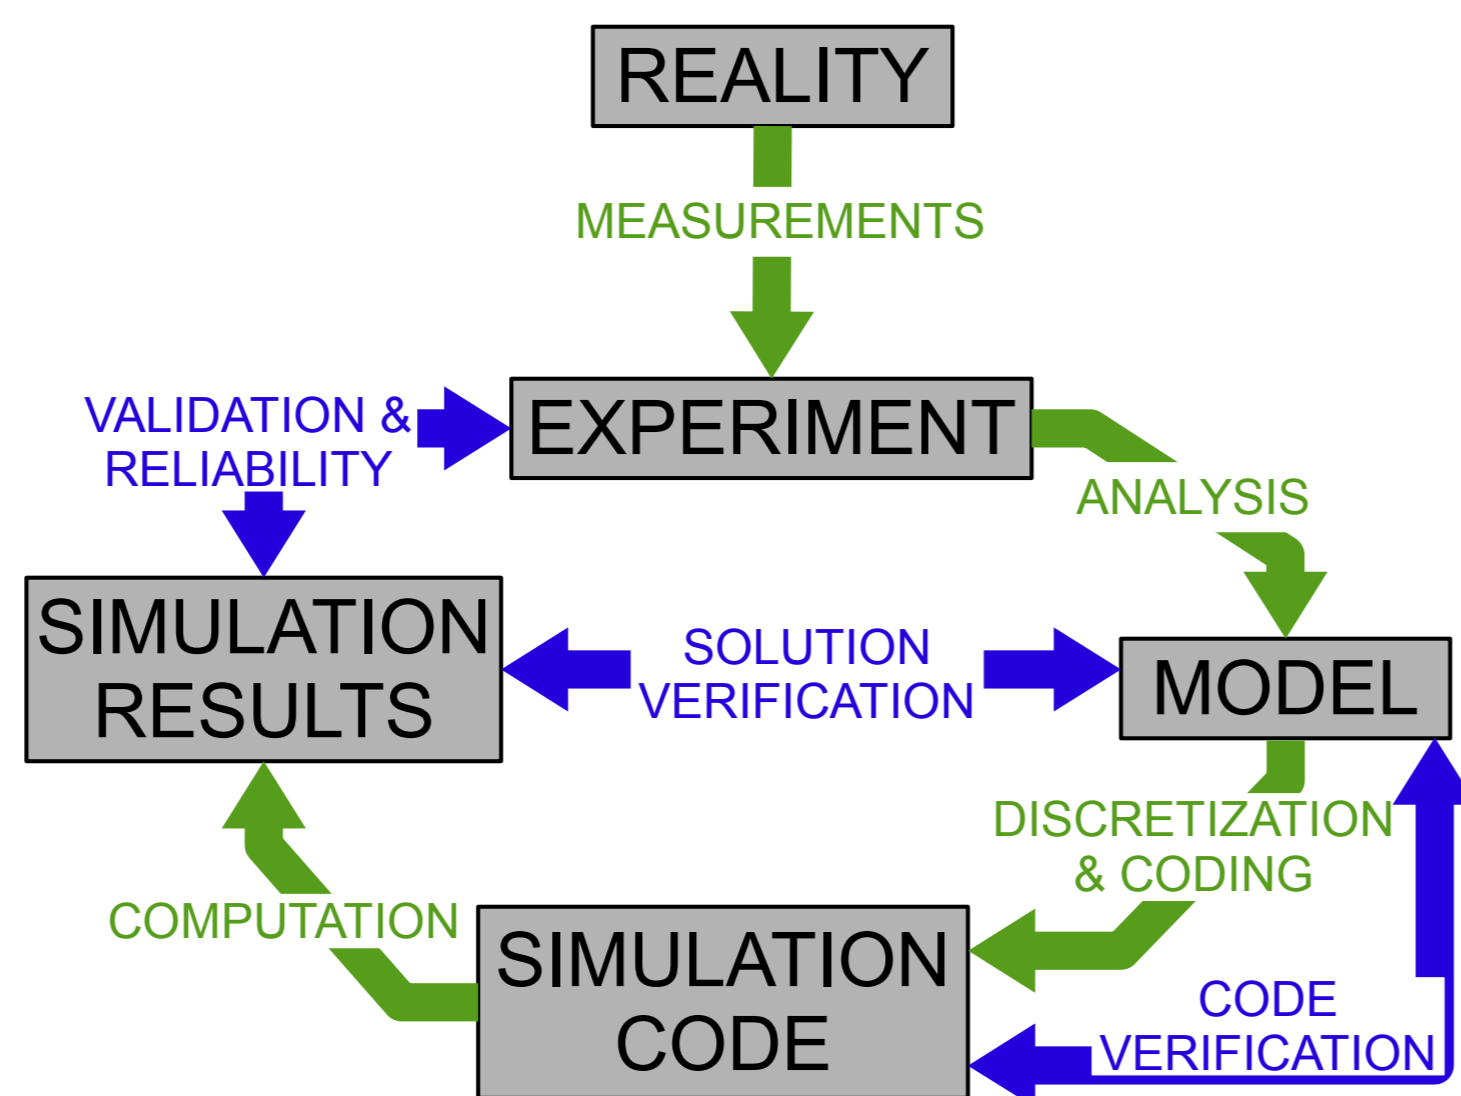 REALITY
MEASUREMENTS
VALIDATION &
RELIABILITY
EXPERIMENT
ANALYSIS
SIMULATION
RESULTS
SOLUTION
VERIFICATION
MODEL
DISCRETIZATION
& CODING
COMPUTATION
SIMULATION
CODE
CODE
VERIFICATION